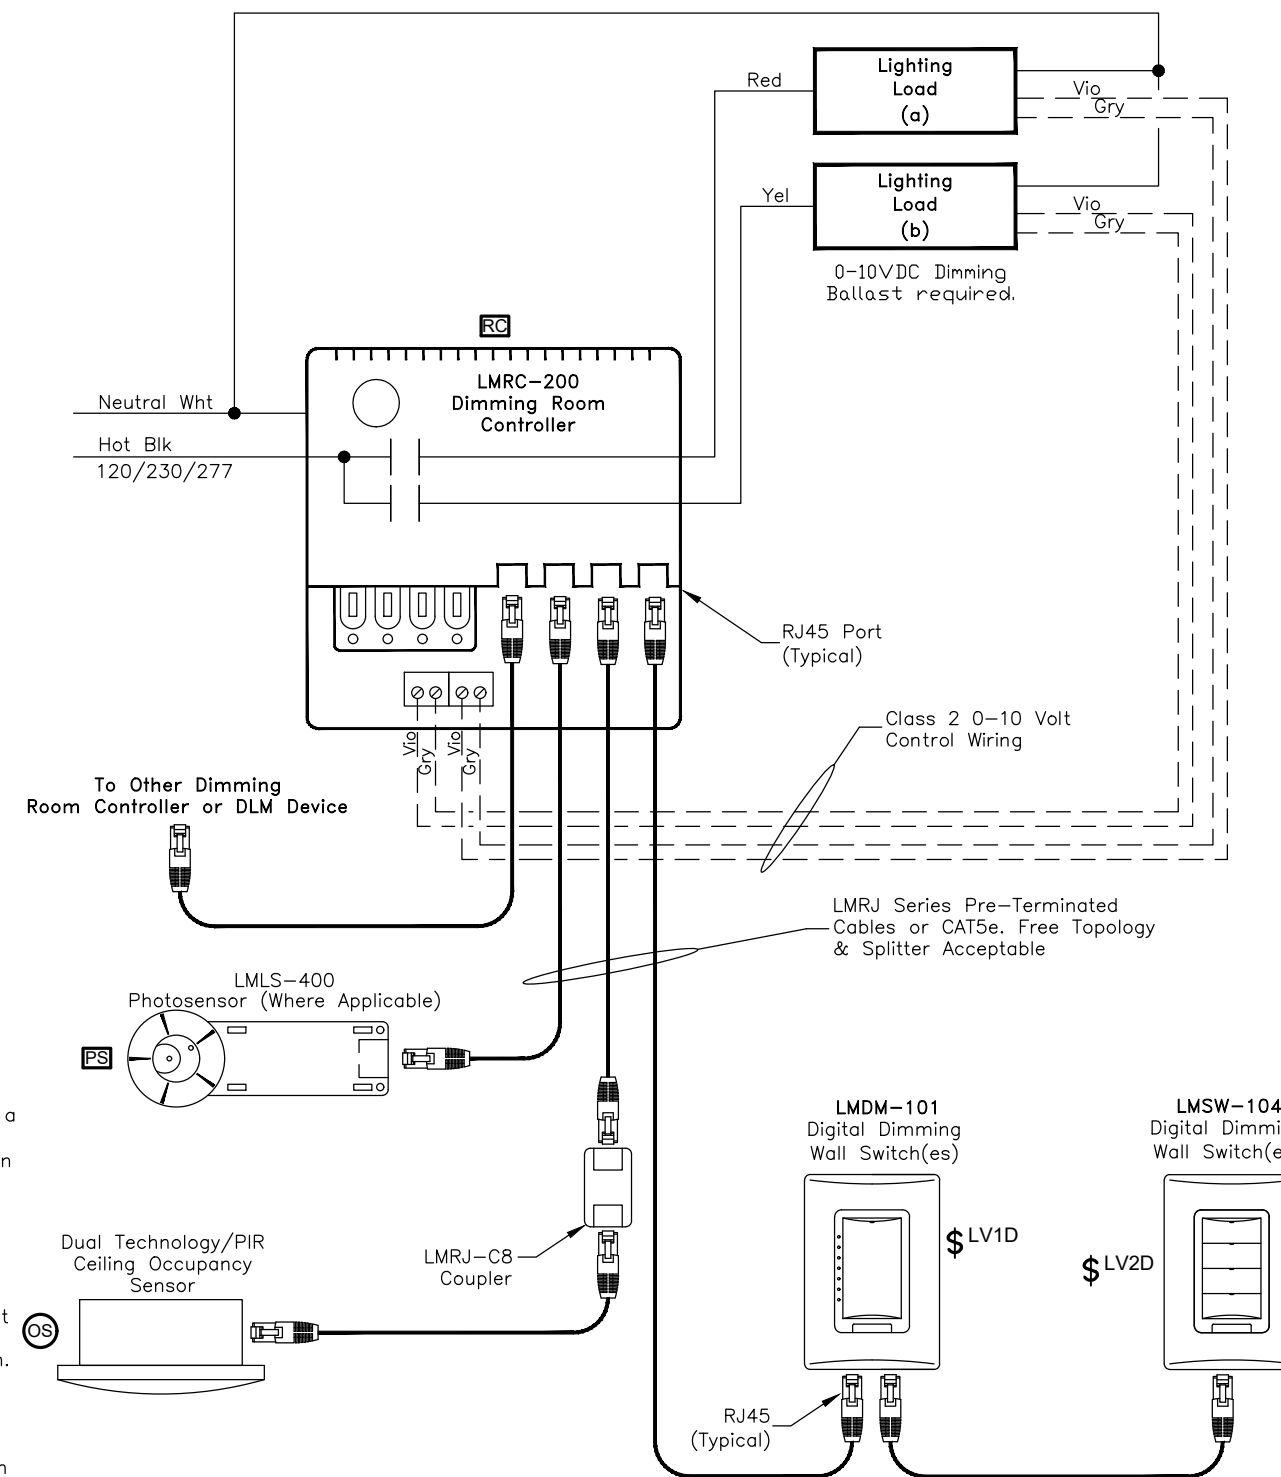 Lighting
Load
(a)
Red
Vio
Gry
Lighting
Load
(b)
Yel
Vio
Gry
0-10VDC Dimming
Ballast required.
RC
LMRC-200
Dimming Room
Controller
Neutral Wht
Hot Blk
120/230/277
RJ45 Port
(Typical)
Class 2 0-10 Volt
Control Wiring
Vio
Gry
Vio
Gry
To Other Dimming
Room Controller or DLM Device
LMRJ Series Pre-Terminated
Cables or CAT5e. Free Topology
& Splitter Acceptable
LMLS-400
Photosensor (Where Applicable)
PS
a
n
LMDM-101
Digital Dimming
Wall Switch(es)
LMSW-104
Digital Dimmi
Wall Switch(e
$ LV1D
$ LV2D
LMRJ-C8
Coupler
Dual Technology/PIR
Ceiling Occupancy
Sensor
t
OS
n.
RJ45
(Typical)
n